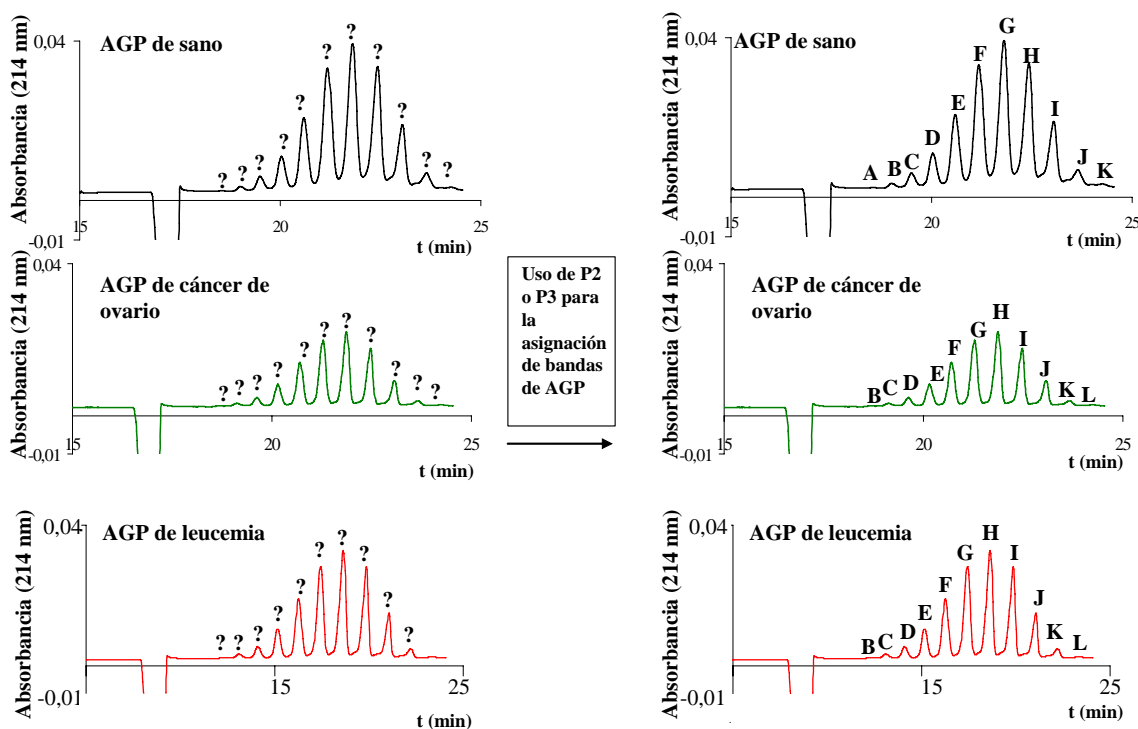 AGP de sano
Absorbancia (214 nm)
0,04
-0,01
? ? ? ? ? ? ? ? ? ? ?
15 20 25
t (min)
AGP de cáncer de
ovario
Absorbancia (214 nm)
0,04
-0,01
? ? ? ? ? ? ? ? ? ? ?
15 20 25
t (min)
AGP de leucemia
Absorbancia (214 nm)
0,04
-0,01
? ? ? ? ? ? ? ? ? ?
15 25
t (min)
Uso de P2
o P3 para
la
asignación
de bandas
de AGP
AGP de sano
Absorbancia (214 nm)
0,04
-0,01
A B C D E F G H I J K
15 20 25
t (min)
AGP de cáncer de
ovario
Absorbancia (214 nm)
0,04
-0,01
B C D E F G H I J K L
15 20 25
t (min)
AGP de leucemia
Absorbancia (214 nm)
0,04
-0,01
B C D E F G H I J K L
15 25
t (min)